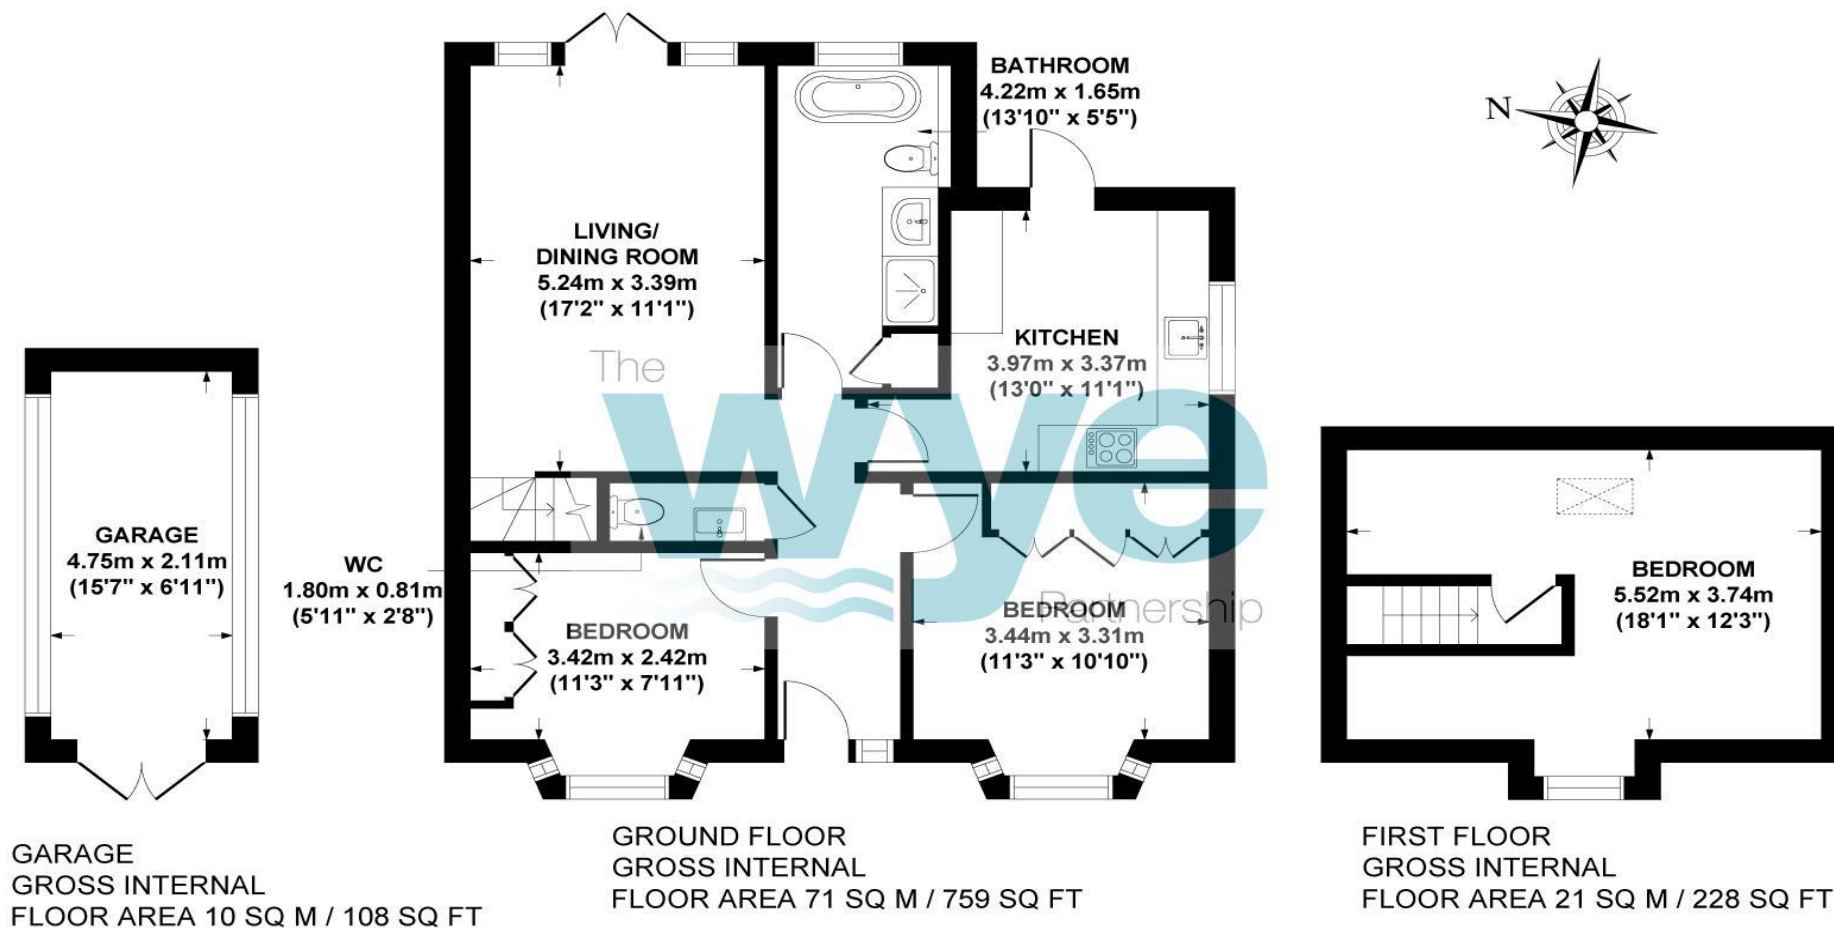 BATHROOM
4.22m x 1.65m
(13'10" x 5'5")
N
LIVING/
DINING ROOM
5.24m x 3.39m
(17'2" x 11'1")
KITCHEN
3.97m x 3.37m
(13'0" x 11'1")
The
wye
Partnership
GARAGE
4.75m x 2.11m
(15'7" x 6'11")
WC
1.80m x 0.81m
(5'11" x 2'8")
BEDROOM
3.42m x 2.42m
(11'3" x 7'11")
BEDROOM
3.44m x 3.31m
(11'3" x 10'10")
BEDROOM
5.52m x 3.74m
(18'1" x 12'3")
GARAGE
GROSS INTERNAL
FLOOR AREA 10 SQ M / 108 SQ FT
GROUND FLOOR
GROSS INTERNAL
FLOOR AREA 71 SQ M / 759 SQ FT
FIRST FLOOR
GROSS INTERNAL
FLOOR AREA 21 SQ M / 228 SQ FT